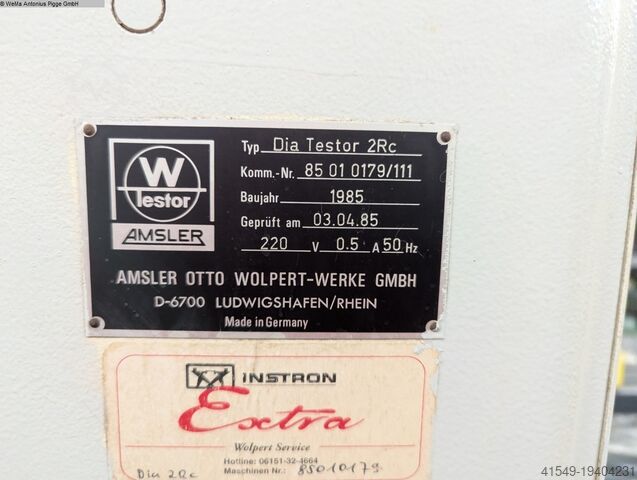 © WeMa Antonius Pigge GmbH
W
Testor
AMSLER
Typ Dia Testor 2Rc
Komm.-Nr. 85 01 0179/111
Baujahr 1985
Geprüft am 03.04.85
220 V 0.5 A 50 Hz
AMSLER OTTO WOLPERT-WERKE GMBH
D-6700 LUDWIGSHAFEN/RHEIN
Made in Germany
INSTRON
Extra
Wolpert Service
Hotline: 06151-32-4664
Maschinen Nr.: 85010179
Dia 2Rc
41549-19404231